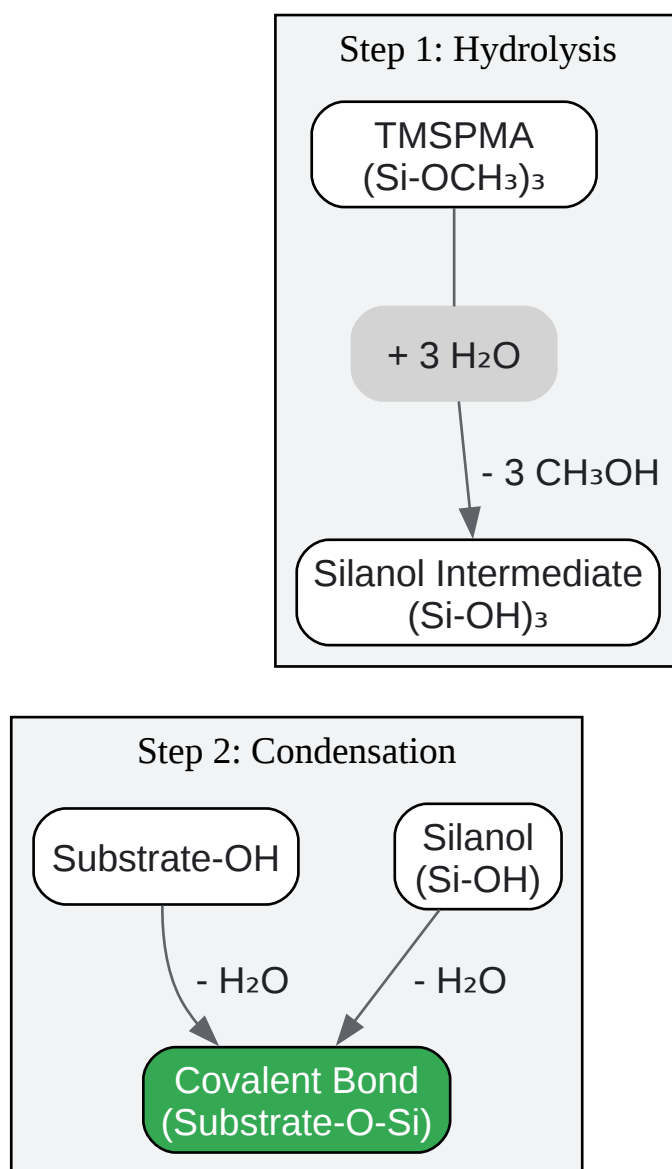 Step 1: Hydrolysis
TMSPMA
(Si-OCH₃)₃
+ 3 H₂O
- 3 CH₃OH
Silanol Intermediate
(Si-OH)₃
Step 2: Condensation
Substrate-OH
Silanol
(Si-OH)
- H₂O
- H₂O
Covalent Bond
(Substrate-O-Si)